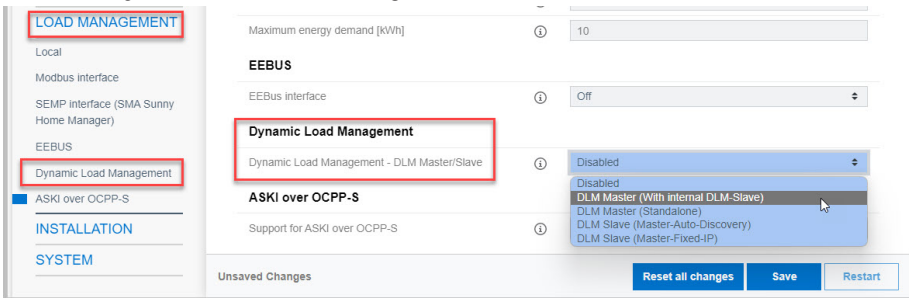 LOAD MANAGEMENT
Local
Modbus interface
SEMP interface (SMA Sunny
Home Manager)
EEBUS
Dynamic Load Management
ASKI over OCPP-S
INSTALLATION
SYSTEM
Maximum energy demand [kWh]
10
EEBUS
EEBus interface
Off
Dynamic Load Management
Dynamic Load Management - DLM Master/Slave
Disabled
Disabled
DLM Master (With internal DLM-Slave)
DLM Master (Standalone)
DLM Slave (Master-Auto-Discovery)
DLM Slave (Master-Fixed-IP)
ASKI over OCPP-S
Support for ASKI over OCPP-S
Unsaved Changes
Reset all changes
Save
Restart